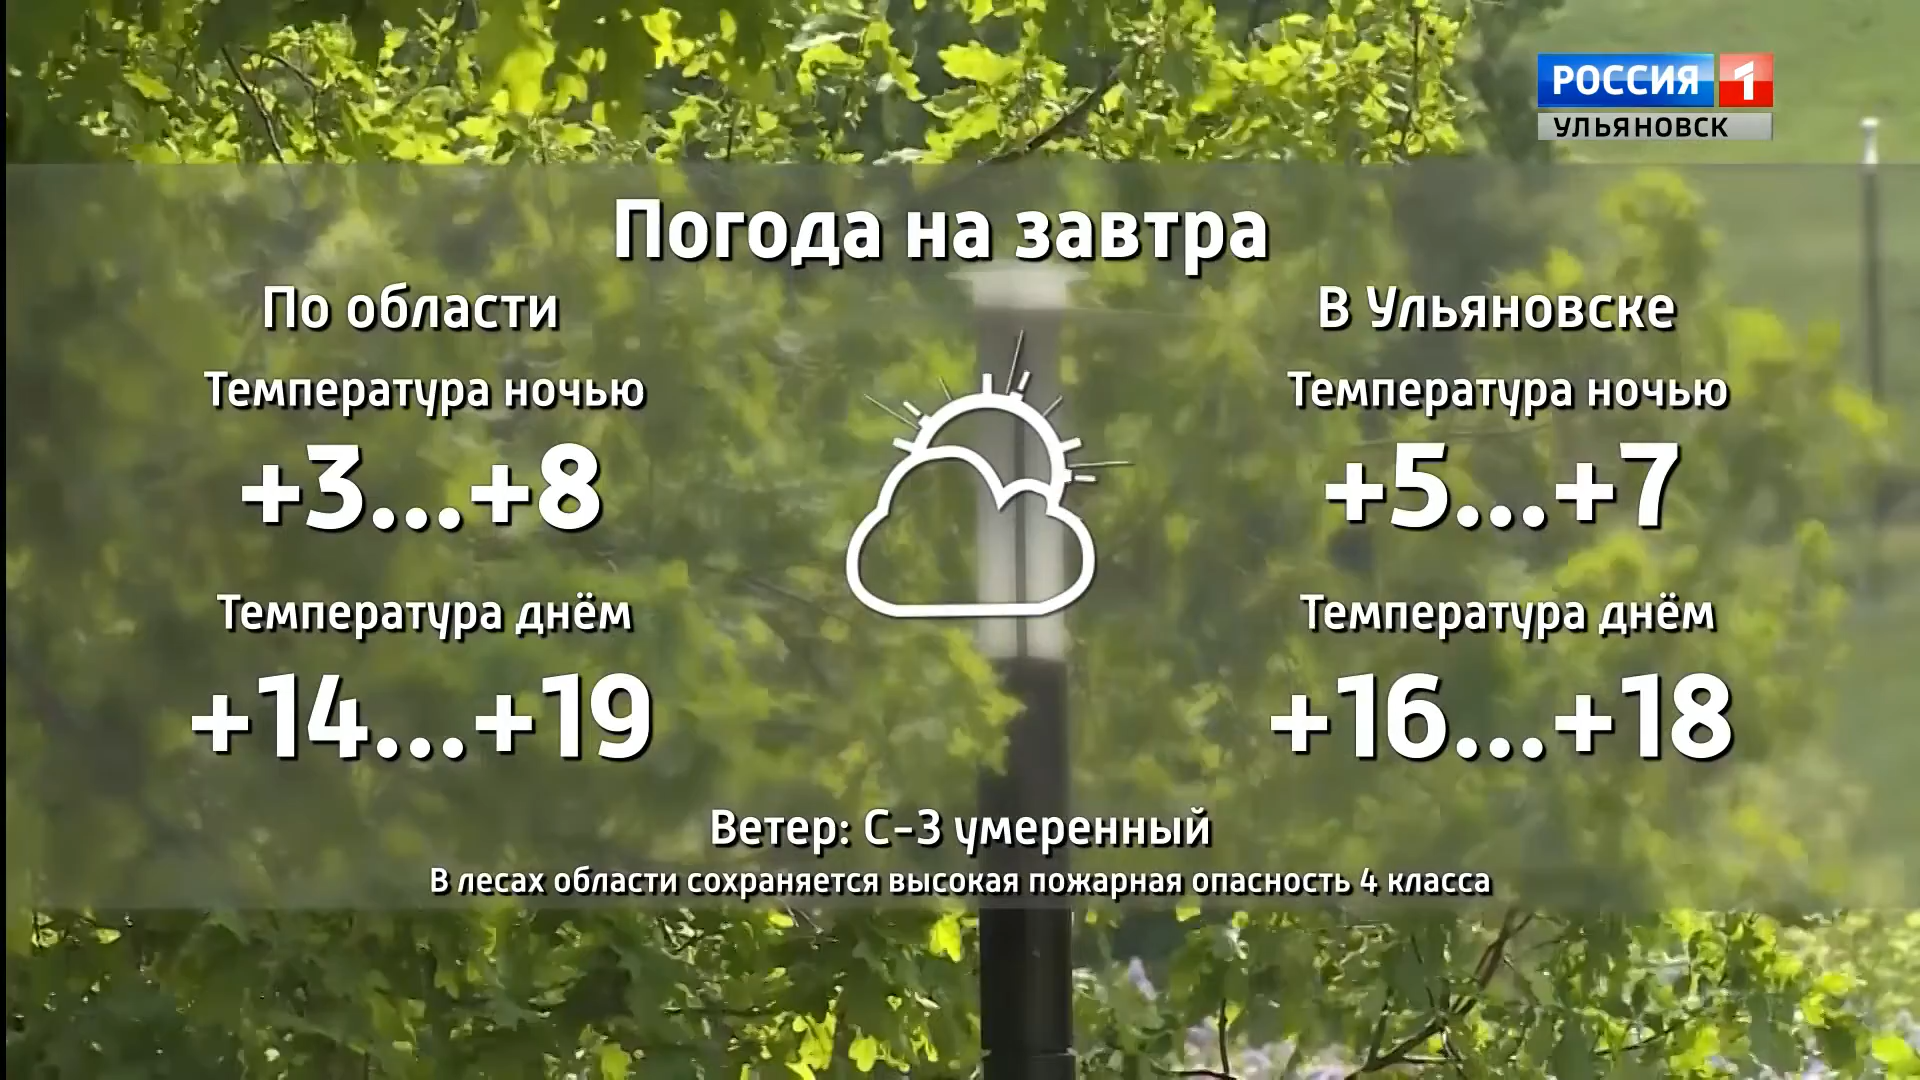 РОССИЯ 1
УЛЬЯНОВСК
Погода на завтра
По области
Температура ночью
+3...+8
Температура днём
+14...+19
В Ульяновске
Температура ночью
+5...+7
Температура днём
+16...+18
Ветер: С-З умеренный
В лесах области сохраняется высокая пожарная опасность 4 класса